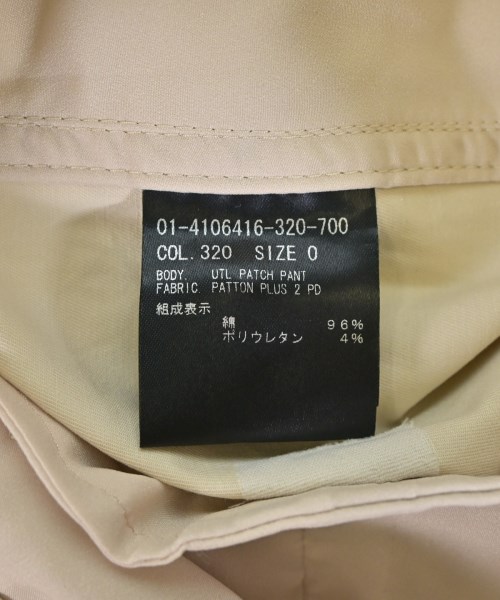 01-4106416-320-700
COL. 320 SIZE 0
BODY. UTL PATCH PANT
FABRIC. PATTON PLUS 2 PD
組成表示
綿 96%
ポリウレタン 4%